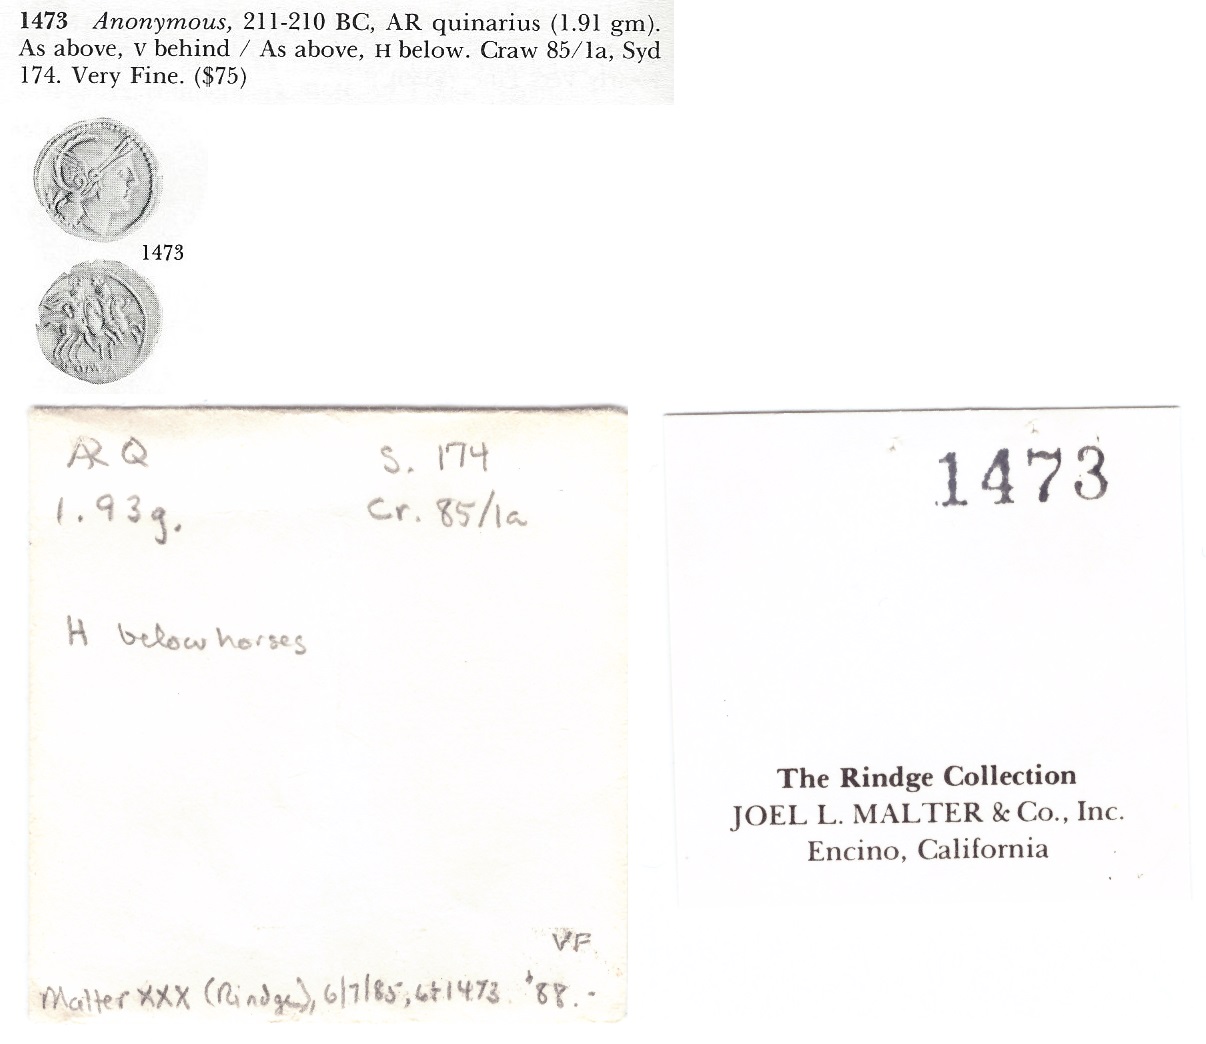 1473 Anonymous, 211-210 BC, AR quinarius (1.91 gm).
As above, V behind / As above, H below. Craw 85/1a, Syd
174. Very Fine. ($75)
1473
AR Q
S. 174
1.93g.
Cr. 85/1a
H below horses
VF
Malter XXX (Rindge), 6/7/85, lot 1473. $88.-
1473
The Rindge Collection
JOEL L. MALTER & Co., Inc.
Encino, California